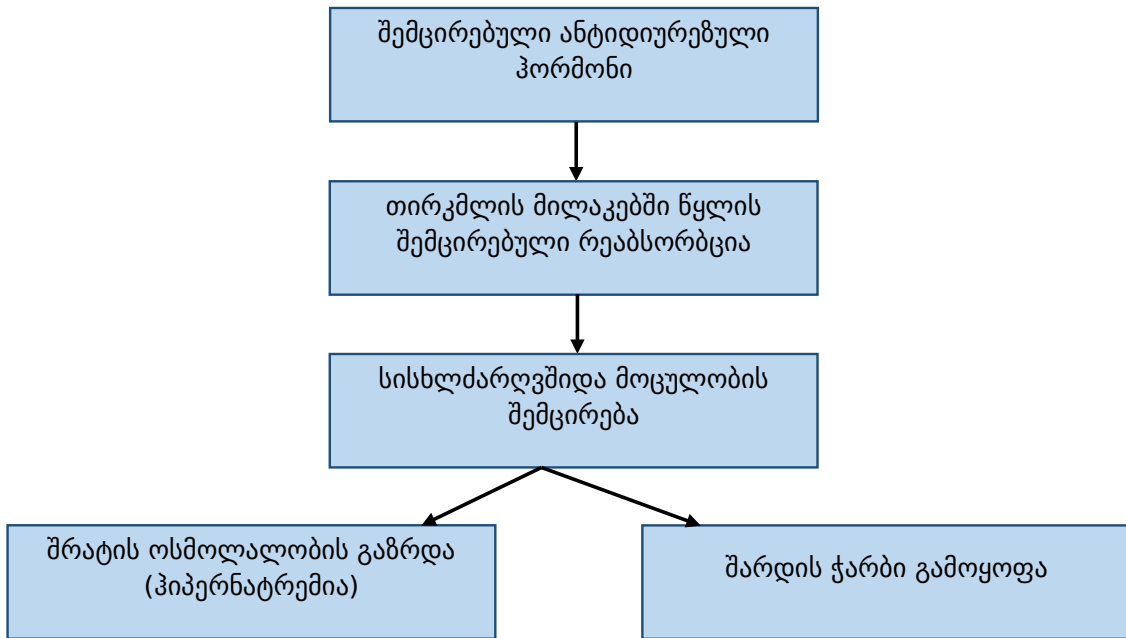 შემცირებული ანტიდიურეზული
ჰორმონი
თირკმლის მილაკებში წყლის
შემცირებული რეაბსორბცია
სისხლძარღვშიდა მოცულობის
შემცირება
შრატის ოსმოლალობის გაზრდა
(ჰიპერნატრემია)
შარდის ჭარბი გამოყოფა